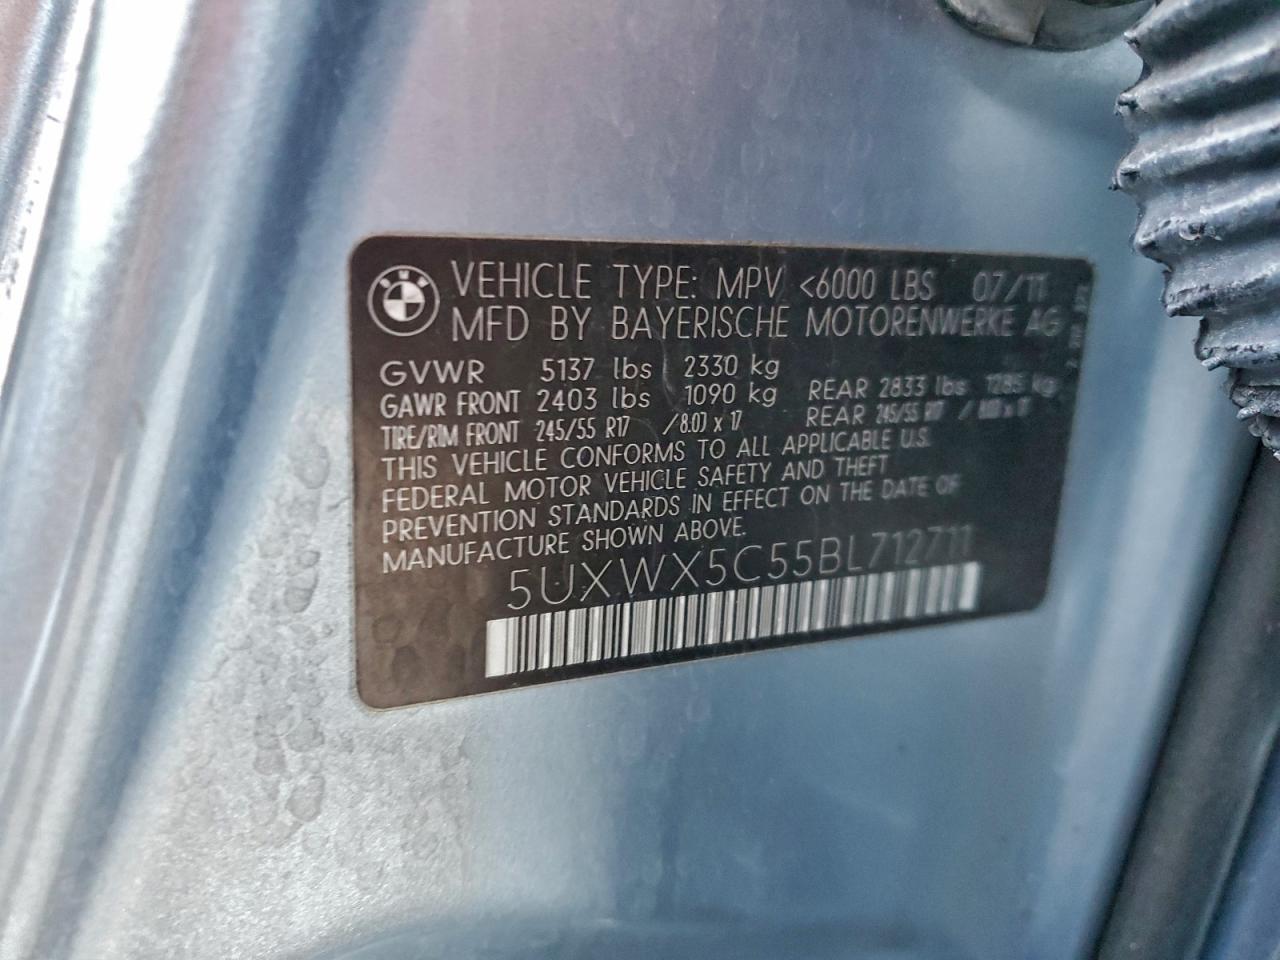 VEHICLE TYPE: MPV <6000 LBS 07/11
MFD BY BAYERISCHE MOTORENWERKE AG
GVWR 5137 lbs 2330 kg
GAWR FRONT 2403 lbs 1090 kg REAR 2833 lbs 1285 kg
TIRE/RIM FRONT 245/55 R17 /8.0J x 17 REAR 245/55 R17 / 8.0J x 17
THIS VEHICLE CONFORMS TO ALL APPLICABLE U.S.
FEDERAL MOTOR VEHICLE SAFETY AND THEFT
PREVENTION STANDARDS IN EFFECT ON THE DATE OF
MANUFACTURE SHOWN ABOVE.
5UXWX5C55BL712711